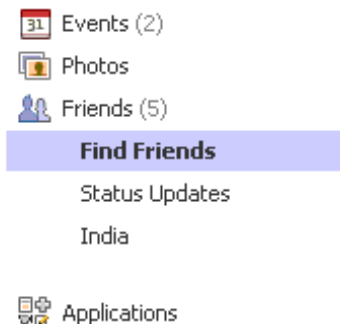 31 Events (2)
Photos
Friends (5)
Find Friends
Status Updates
India
Applications